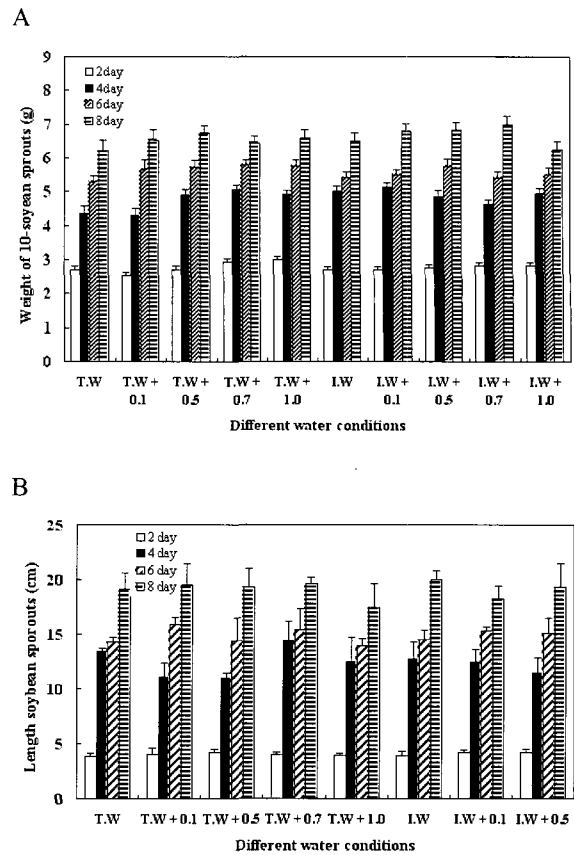 A
Weight of 10-soyean sprouts (g)
9
8
7
6
5
4
3
2
1
0
2day
4day
6day
8day
T.W T.W + T.W + T.W + T.W + I.W I.W + I.W + I.W + I.W +
0.1 0.5 0.7 1.0 0.1 0.5 0.7 1.0
Different water conditions
B
Length soybean sporouts (cm)
25
20
15
10
5
0
2 day
4 day
6 day
8 day
T.W T.W + 0.1 T.W + 0.5 T.W + 0.7 T.W + 1.0 I.W I.W + 0.1 I.W + 0.5
Different water conditions